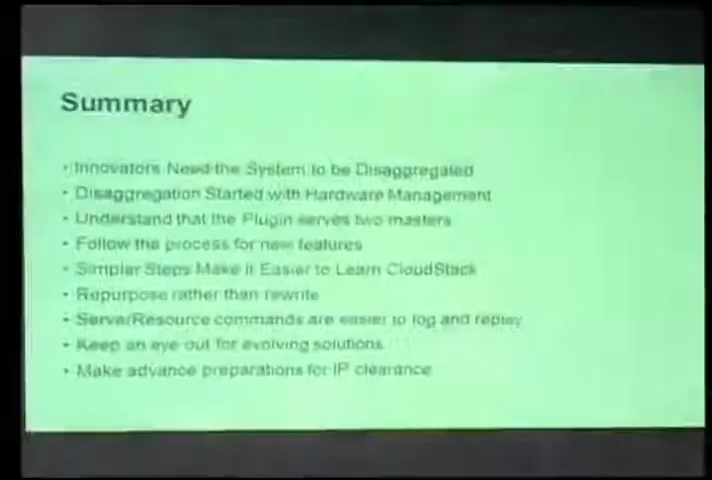 Summary
• Innovators Need the System to be Disaggregated
• Disaggregation Started with Hardware Management
• Understand that the Plugin serves two masters
• Follow the process for new features
• Simpler Steps Make it Easier to Learn CloudStack
• Repurpose rather than rewrite
• ServerResource commands are easier to log and replay
• Keep an eye out for evolving solutions
• Make advance preparations for IP clearance